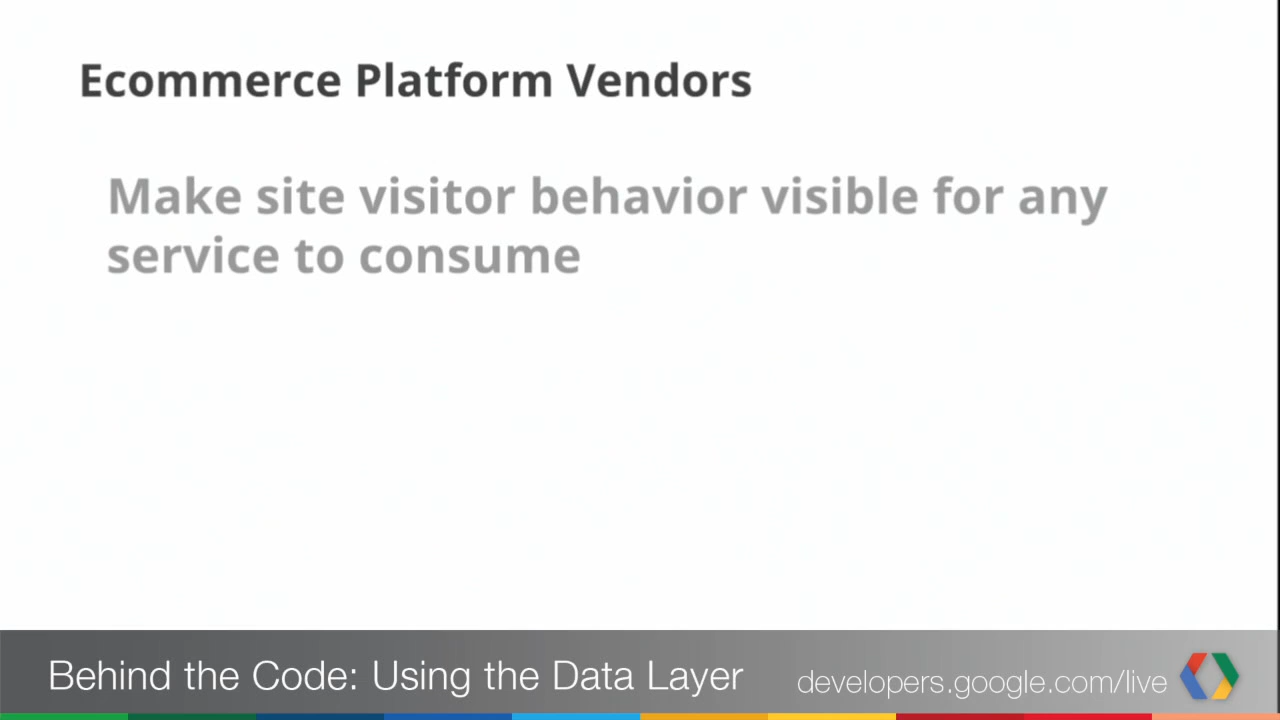 Ecommerce Platform Vendors
Make site visitor behavior visible for any
service to consume
Behind the Code: Using the Data Layer
developers.google.com/live